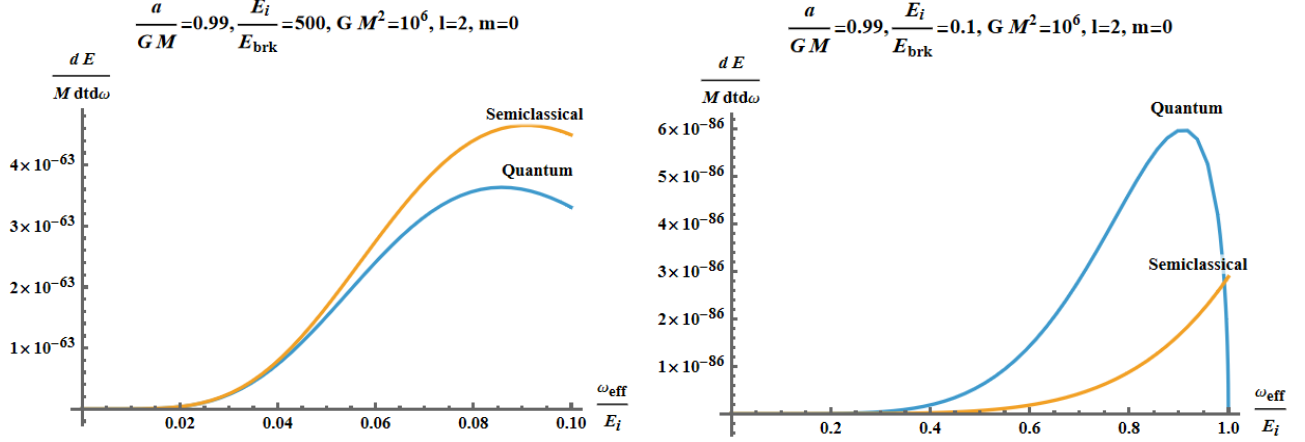 a/(G M)=0.99, E_i/E_brk=500, G M^2=10^6, l=2, m=0
d E/(M dtdω)
Semiclassical
Quantum
4×10^-63
3×10^-63
2×10^-63
1×10^-63
0.02 0.04 0.06 0.08 0.10
ω_eff/E_i
a/(G M)=0.99, E_i/E_brk=0.1, G M^2=10^6, l=2, m=0
d E/(M dtdω)
Quantum
Semiclassical
6×10^-86
5×10^-86
4×10^-86
3×10^-86
2×10^-86
1×10^-86
0.2 0.4 0.6 0.8 1.0
ω_eff/E_i